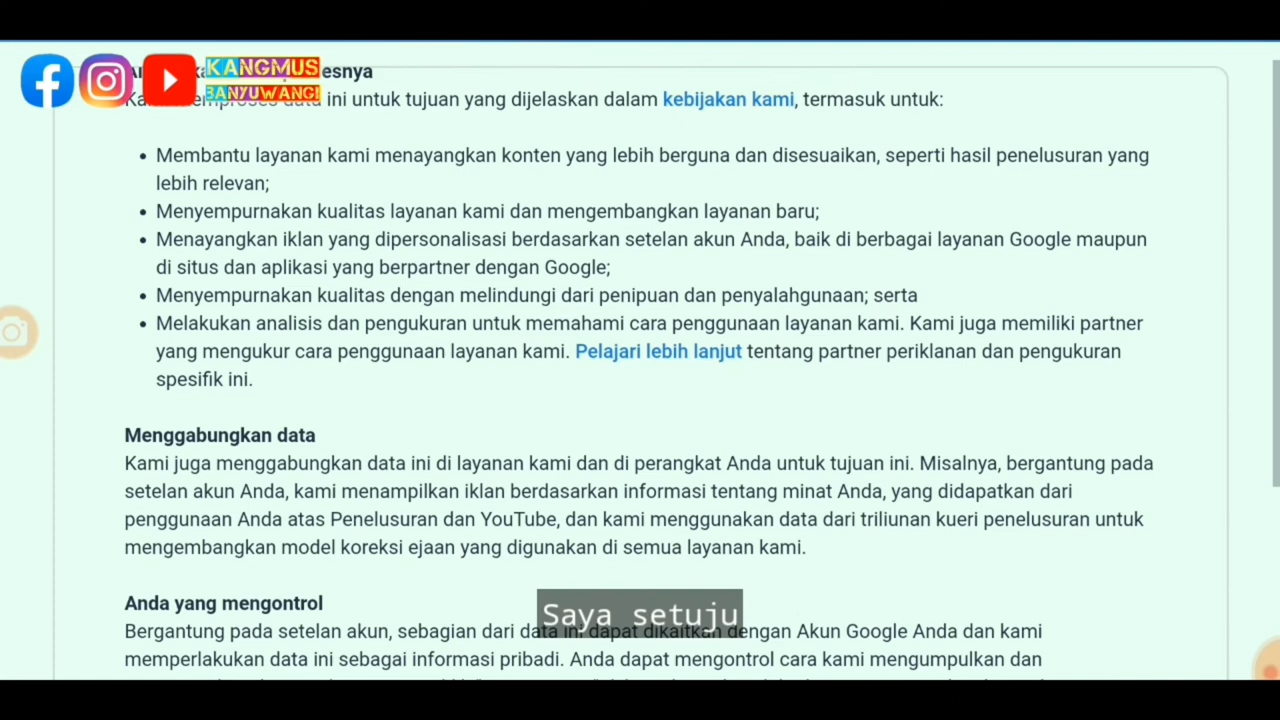 KANGMUS
BANYUWANGI
esnya
ini untuk tujuan yang dijelaskan dalam kebijakan kami, termasuk untuk:
• Membantu layanan kami menayangkan konten yang lebih berguna dan disesuaikan, seperti hasil penelusuran yang
lebih relevan;
• Menyempurnakan kualitas layanan kami dan mengembangkan layanan baru;
• Menayangkan iklan yang dipersonalisasi berdasarkan setelan akun Anda, baik di berbagai layanan Google maupun
di situs dan aplikasi yang berpartner dengan Google;
• Menyempurnakan kualitas dengan melindungi dari penipuan dan penyalahgunaan; serta
• Melakukan analisis dan pengukuran untuk memahami cara penggunaan layanan kami. Kami juga memiliki partner
yang mengukur cara penggunaan layanan kami. Pelajari lebih lanjut tentang partner periklanan dan pengukuran
spesifik ini.
Menggabungkan data
Kami juga menggabungkan data ini di layanan kami dan di perangkat Anda untuk tujuan ini. Misalnya, bergantung pada
setelan akun Anda, kami menampilkan iklan berdasarkan informasi tentang minat Anda, yang didapatkan dari
penggunaan Anda atas Penelusuran dan YouTube, dan kami menggunakan data dari triliunan kueri penelusuran untuk
mengembangkan model koreksi ejaan yang digunakan di semua layanan kami.
Anda yang mengontrol
Saya setuju
Bergantung pada setelan akun, sebagian dari data ini dapat dikaitkan dengan Akun Google Anda dan kami
memperlakukan data ini sebagai informasi pribadi. Anda dapat mengontrol cara kami mengumpulkan dan